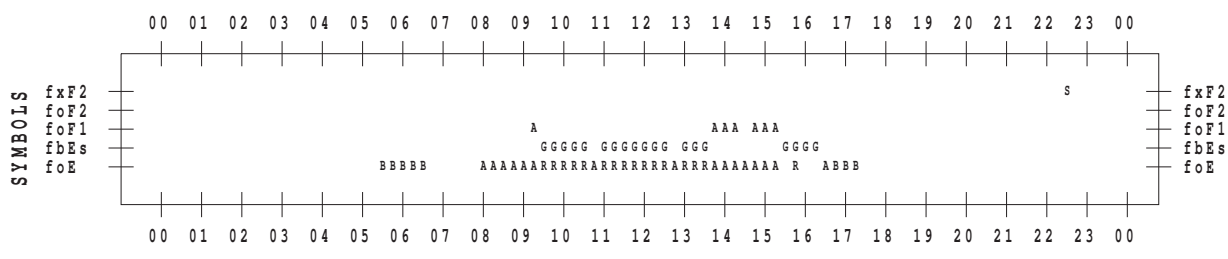 00 01 02 03 04 05 06 07 08 09 10 11 12 13 14 15 16 17 18 19 20 21 22 23 00
SYMBOLS
fxF2 S fxF2
foF2 foF2
foF1 A AAA AAA foF1
fbEs GGGGG GGGGGGG GGG GGGG fbEs
foE BBBBB AAAAAARRRRRARRRRRRRARRRAAAAAAA R ABBB foE
00 01 02 03 04 05 06 07 08 09 10 11 12 13 14 15 16 17 18 19 20 21 22 23 00